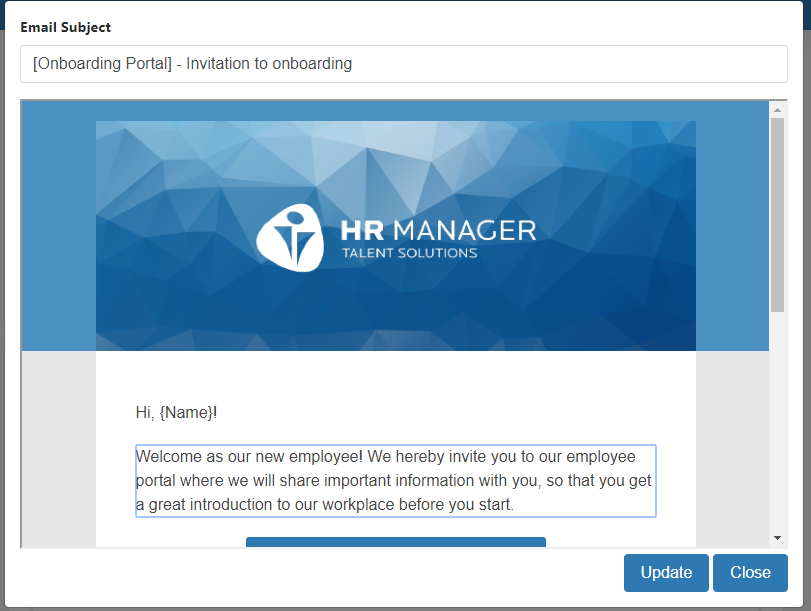 Email Subject
[Onboarding Portal] - Invitation to onboarding
HR MANAGER
TALENT SOLUTIONS
Hi, {Name}!
Welcome as our new employee! We hereby invite you to our employee
portal where we will share important information with you, so that you get
a great introduction to our workplace before you start.
Update Close